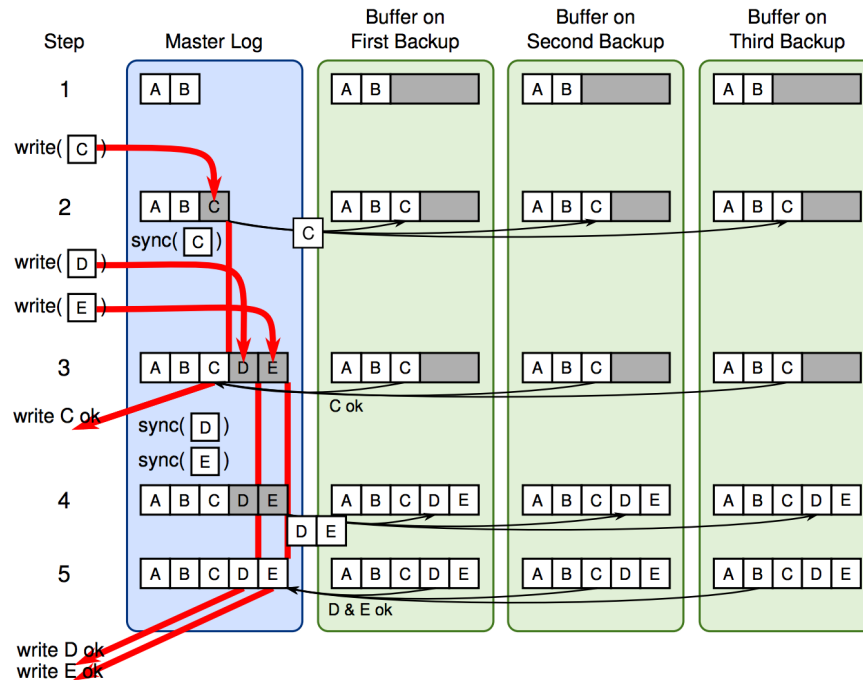 Step
Master Log
Buffer on
First Backup
Buffer on
Second Backup
Buffer on
Third Backup
1
A B
A B
A B
A B
write( C )
2
A B C
A B C
A B C
A B C
sync( C )
C
write( D )
write( E )
3
A B C D E
A B C
A B C
A B C
C ok
write C ok
sync( D )
sync( E )
4
A B C D E
A B C D E
A B C D E
A B C D E
D E
5
A B C D E
A B C D E
A B C D E
A B C D E
D & E ok
write D ok
write E ok